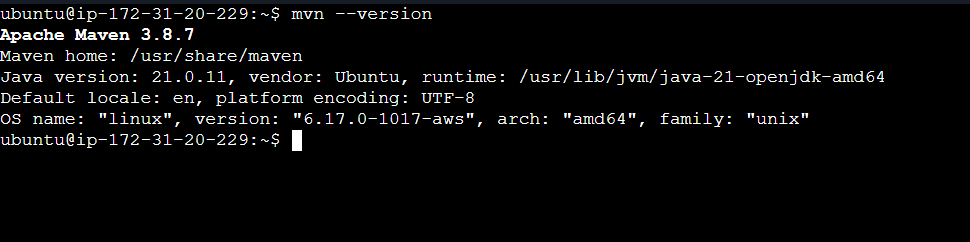 ubuntu@ip-172-31-20-229:~$ mvn --version
Apache Maven 3.8.7
Maven home: /usr/share/maven
Java version: 21.0.11, vendor: Ubuntu, runtime: /usr/lib/jvm/java-21-openjdk-amd64
Default locale: en, platform encoding: UTF-8
OS name: "linux", version: "6.17.0-1017-aws", arch: "amd64", family: "unix"
ubuntu@ip-172-31-20-229:~$